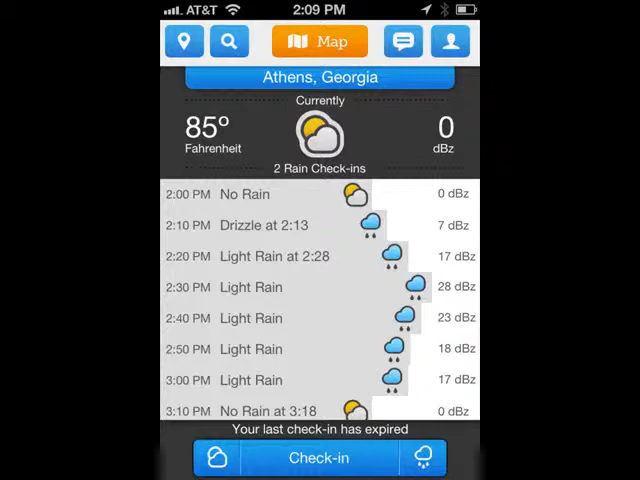 AT&T 2:09 PM
Map
Athens, Georgia
Currently
85º 0
Fahrenheit dBz
2 Rain Check-ins
2:00 PM No Rain 0 dBz
2:10 PM Drizzle at 2:13 7 dBz
2:20 PM Light Rain at 2:28 17 dBz
2:30 PM Light Rain 28 dBz
2:40 PM Light Rain 23 dBz
2:50 PM Light Rain 18 dBz
3:00 PM Light Rain 17 dBz
3:10 PM No Rain at 3:18 0 dBz
Your last check-in has expired
Check-in